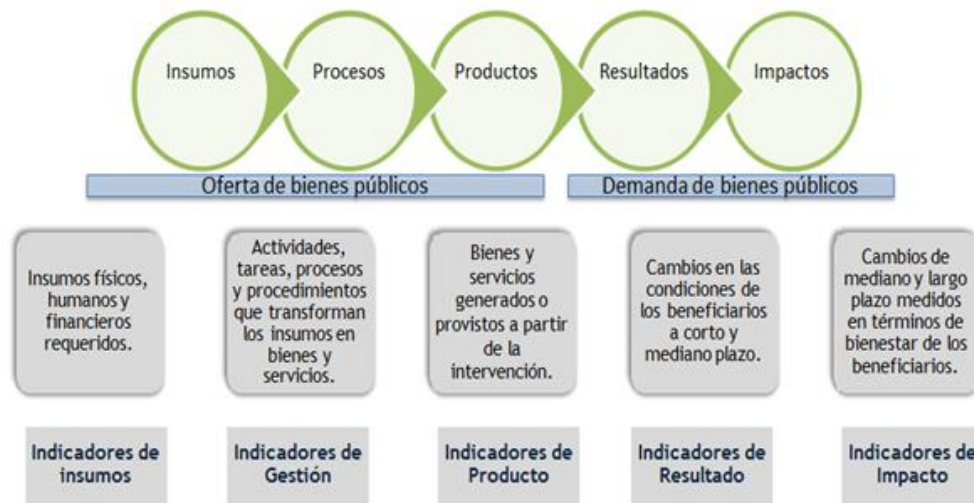 Insumos
Procesos
Productos
Resultados
Impactos
Oferta de bienes públicos
Demanda de bienes públicos
Insumos físicos,
humanos y
financieros
requeridos.
Actividades,
tareas, procesos
y procedimientos
que transforman
los insumos en
bienes y
servicios.
Bienes y
servicios
generados o
provistos a partir
de la
intervención.
Cambios en las
condiciones de
los beneficiarios
a corto y
mediano plazo.
Cambios de
mediano y largo
plazo medidos
en términos de
bienestar de los
beneficiarios.
Indicadores de
insumos
Indicadores de
Gestión
Indicadores de
Producto
Indicadores de
Resultado
Indicadores de
Impacto